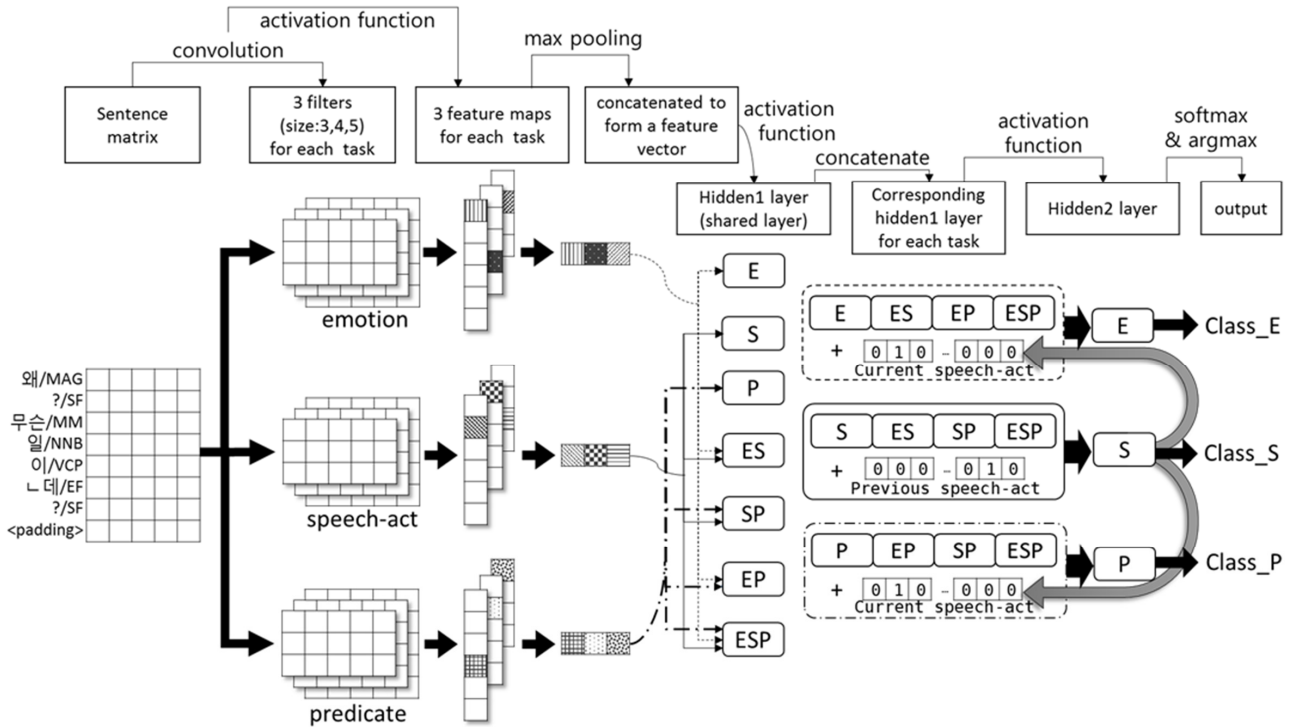 activation function
convolution
max pooling
Sentence
matrix
3 filters
(size:3,4,5)
for each task
3 feature maps
for each task
concatenated to
form a feature
vector
activation
function
concatenate
activation
function
softmax
& argmax
Hidden1 layer
(shared layer)
Corresponding
hidden1 layer
for each task
Hidden2 layer
output
왜/MAG
?/SF
무슨/MM
일/NNB
이/VCP
ㄴ데/EF
?/SF
<padding>
emotion
speech-act
predicate
E
S
P
ES
SP
EP
ESP
E ES EP ESP
+ 0 1 0 … 0 0 0
Current speech-act
E
Class_E
S ES SP ESP
+ 0 0 0 … 0 1 0
Previous speech-act
S
Class_S
P EP SP ESP
+ 0 1 0 … 0 0 0
Current speech-act
P
Class_P